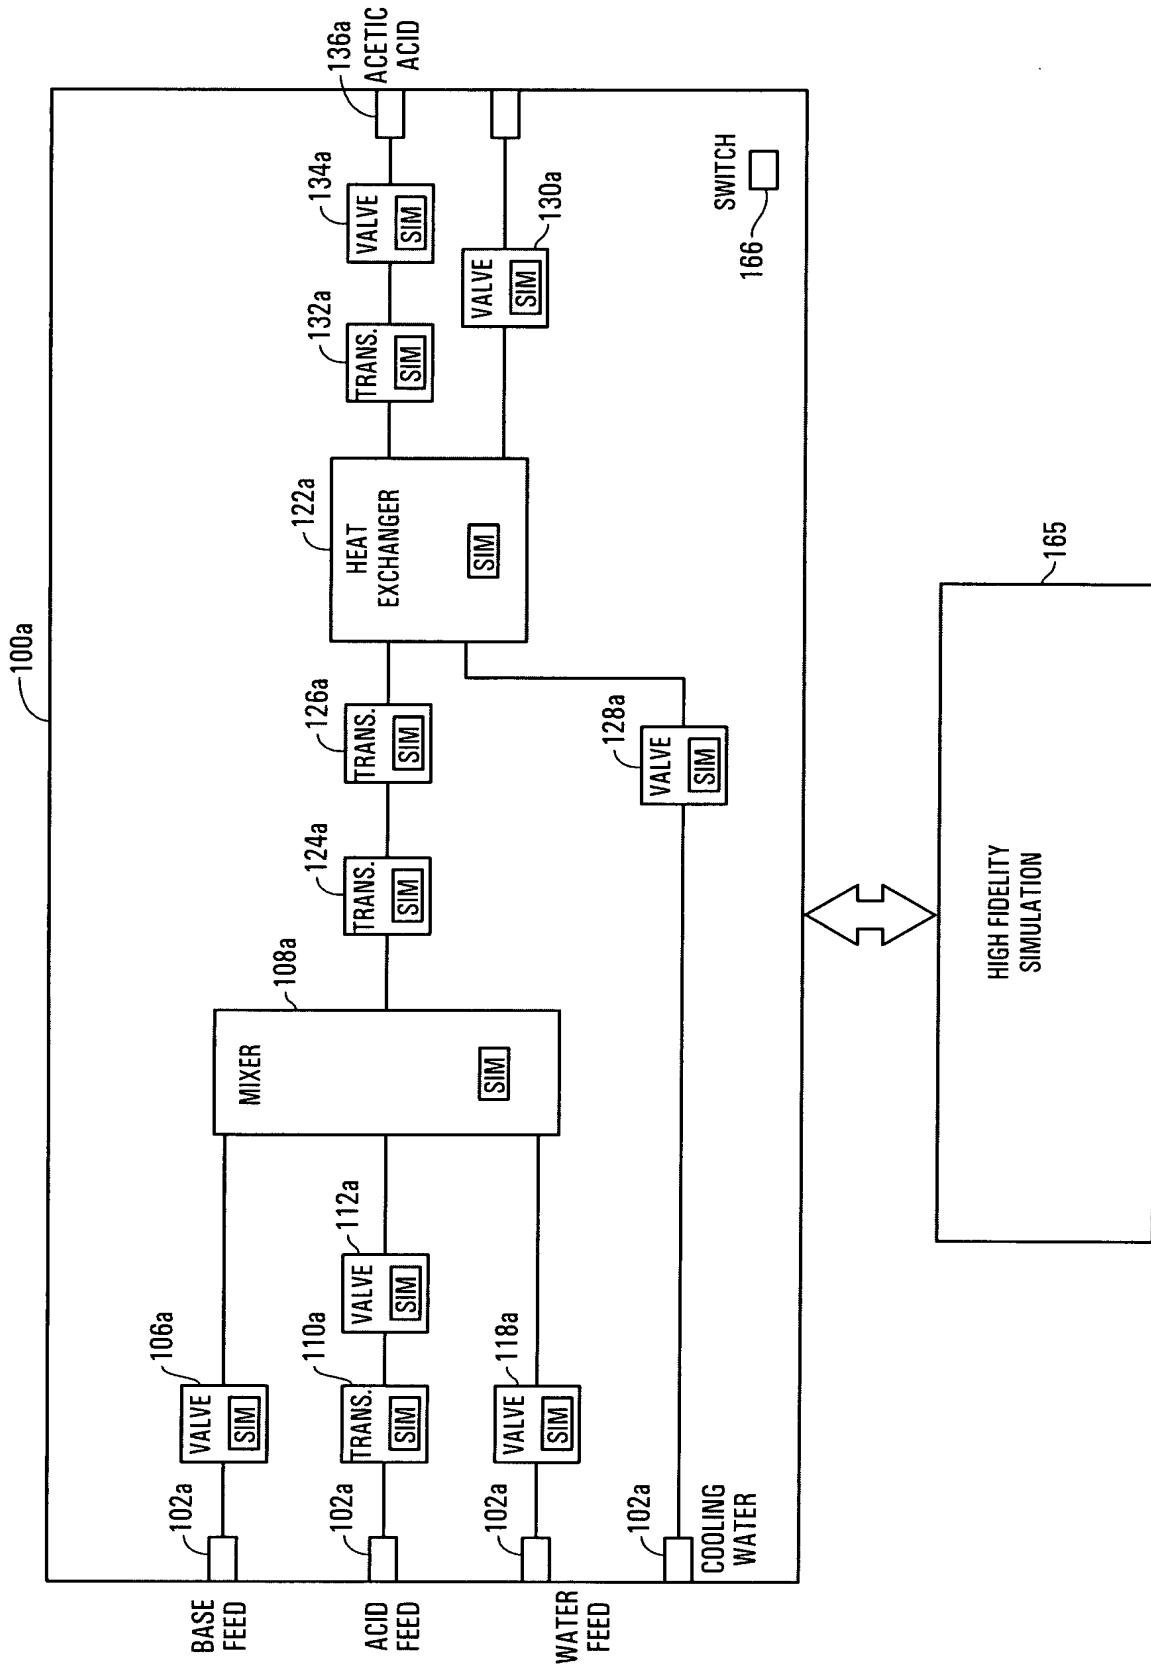 100a
BASE
FEED
102a
VALVE
SIM
106a
ACID
FEED
102a
TRANS.
SIM
110a
VALVE
SIM
112a
WATER
FEED
102a
VALVE
SIM
118a
102a
COOLING
WATER
MIXER
SIM
108a
TRANS.
SIM
124a
TRANS.
SIM
126a
VALVE
SIM
128a
HEAT
EXCHANGER
SIM
122a
TRANS.
SIM
132a
VALVE
SIM
134a
VALVE
SIM
130a
136a
ACETIC
ACID
SWITCH
166
HIGH FIDELITY
SIMULATION
165